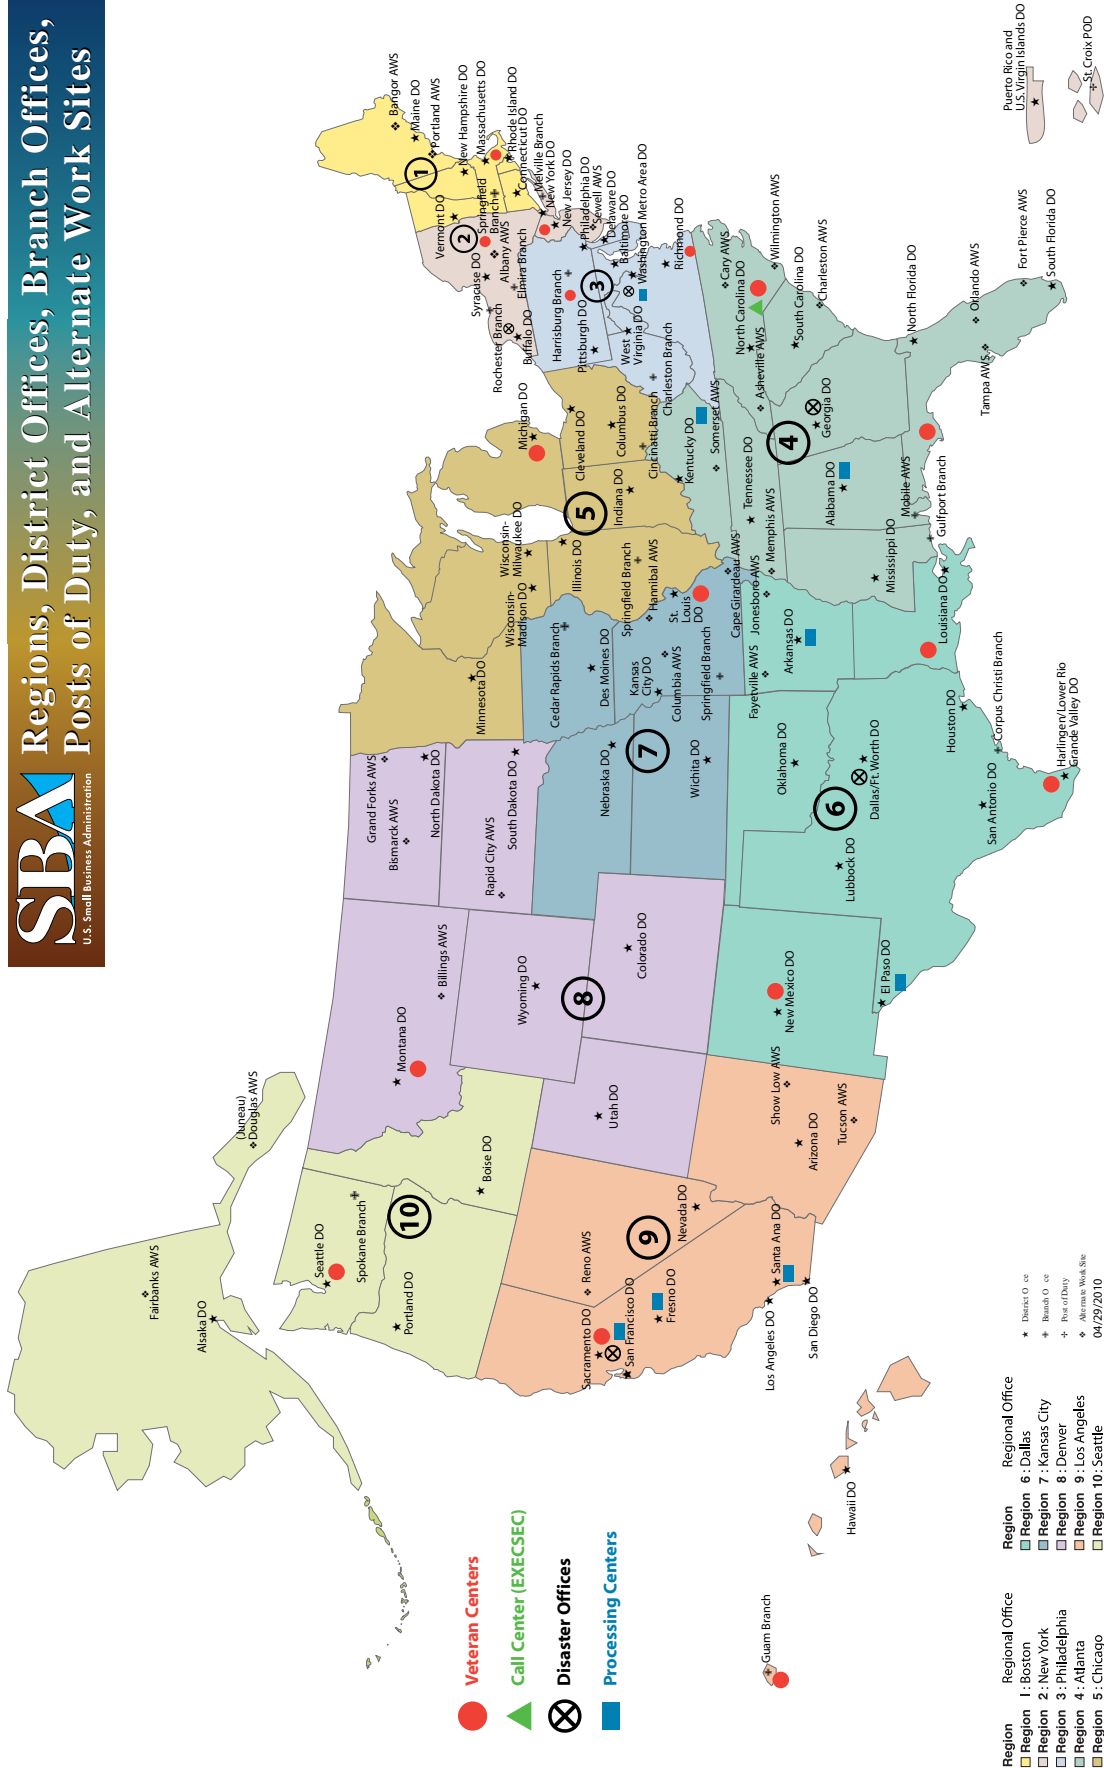 SBA
U.S. Small Business Administration
Regions, District Offices, Branch Offices,
Posts of Duty, and Alternate Work Sites
Fairbanks AWS
Alsaka DO
(Juneau)
Douglas AWS
Seattle DO
Spokane Branch
10
Portland DO
Boise DO
Montana DO
Billings AWS
Wyoming DO
8
Colorado DO
Utah DO
Grand Forks AWS
Bismarck AWS
North Dakota DO
Rapid City AWS
South Dakota DO
Reno AWS
9
Nevada DO
Sacramento DO
San Francisco DO
Fresno DO
Los Angeles DO
Santa Ana DO
San Diego DO
Show Low AWS
Arizona DO
Tucson AWS
New Mexico DO
El Paso DO
Lubbock DO
6
Dallas/Ft. Worth DO
Oklahoma DO
San Antonio DO
Houston DO
Corpus Christi Branch
Harlingen/Lower Rio
Grande Valley DO
Fayetville AWS
Arkansas DO
Jonesboro AWS
Louisiana DO
Nebraska DO
7
Wichita DO
Cedar Rapids Branch
Des Moines DO
Kansas
City DO
Columbia AWS
Springfield Branch
St.
Louis
DO
Hannibal AWS
Cape Girardeau AWS
Minnesota DO
Wisconsin-
Madison DO
Wisconsin-
Milwaukee DO
Illinois DO
Springfield Branch
5
Indiana DO
Michigan DO
Cleveland DO
Columbus DO
Cincinatti Branch
Kentucky DO
Somerset AWS
Tennessee DO
Memphis AWS
Mississippi DO
Gulfport Branch
Mobile AWS
Alabama DO
4
Georgia DO
Asheville AWS
North Carolina DO
Cary AWS
Wilmington AWS
South Carolina DO
Charleston AWS
North Florida DO
Orlando AWS
Tampa AWS
Fort Pierce AWS
South Florida DO
Charleston Branch
West
Virginia DO
Richmond DO
Washington Metro Area DO
Baltimore DO
Delaware DO
3
Pittsburgh DO
Harrisburg Branch
Philadelphia DO
Sewell AWS
New Jersey DO
New York DO
Melville Branch
Buffalo DO
Rochester Branch
Elmira Branch
Syracuse DO
Albany AWS
2
Vermont DO
Springfield
Branch
Connecticut DO
Rhode Island DO
Massachusetts DO
New Hampshire DO
1
Portland AWS
Maine DO
Bangor AWS
Puerto Rico and
U.S. Virgin Islands DO
St.Croix POD
Hawaii DO
Guam Branch
Veteran Centers
Call Center (EXECSEC)
Disaster Offices
Processing Centers
Region Regional Office
Region 1 : Boston
Region 2 : New York
Region 3 : Philadelphia
Region 4 : Atlanta
Region 5 : Chicago
Region Regional Office
Region 6 : Dallas
Region 7 : Kansas City
Region 8 : Denver
Region 9 : Los Angeles
Region 10 : Seattle
District O ce
Branch O ce
Post of Duty
Alternate Work Site
04/29/2010